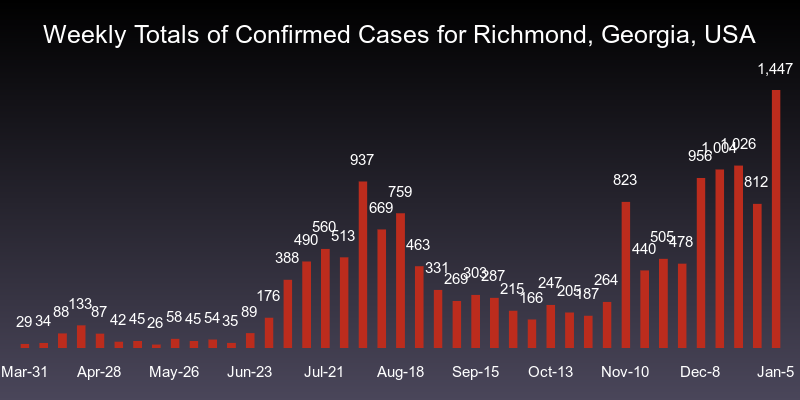 Weekly Totals of Confirmed Cases for Richmond, Georgia, USA
29 34 88 133 87 42 45 26 58 45 54 35 89 176 388 490 560 513 937 669 759 463 331 269 303 287 215 166 247 205 187 264 823 440 505 478 956 1,004 1,026 812 1,447
Mar-31 Apr-28 May-26 Jun-23 Jul-21 Aug-18 Sep-15 Oct-13 Nov-10 Dec-8 Jan-5